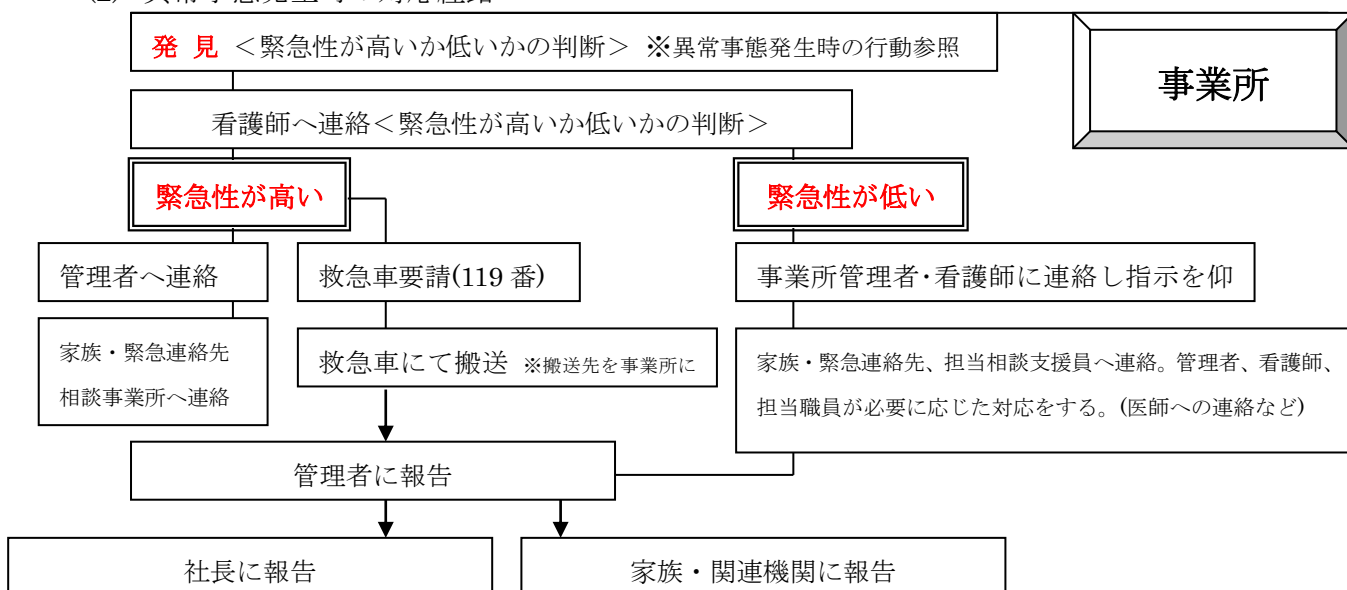 発 見 <緊急性が高いか低いかの判断> ※異常事態発生時の行動参照
事業所
看護師へ連絡<緊急性が高いか低いかの判断>
緊急性が高い
緊急性が低い
管理者へ連絡
救急車要請(119 番)
事業所管理者・看護師に連絡し指示を仰
家族・緊急連絡先
相談事業所へ連絡
救急車にて搬送 ※搬送先を事業所に
家族・緊急連絡先、担当相談支援員へ連絡。管理者、看護師、
担当職員が必要に応じた対応をする。(医師への連絡など)
管理者に報告
社長に報告
家族・関連機関に報告